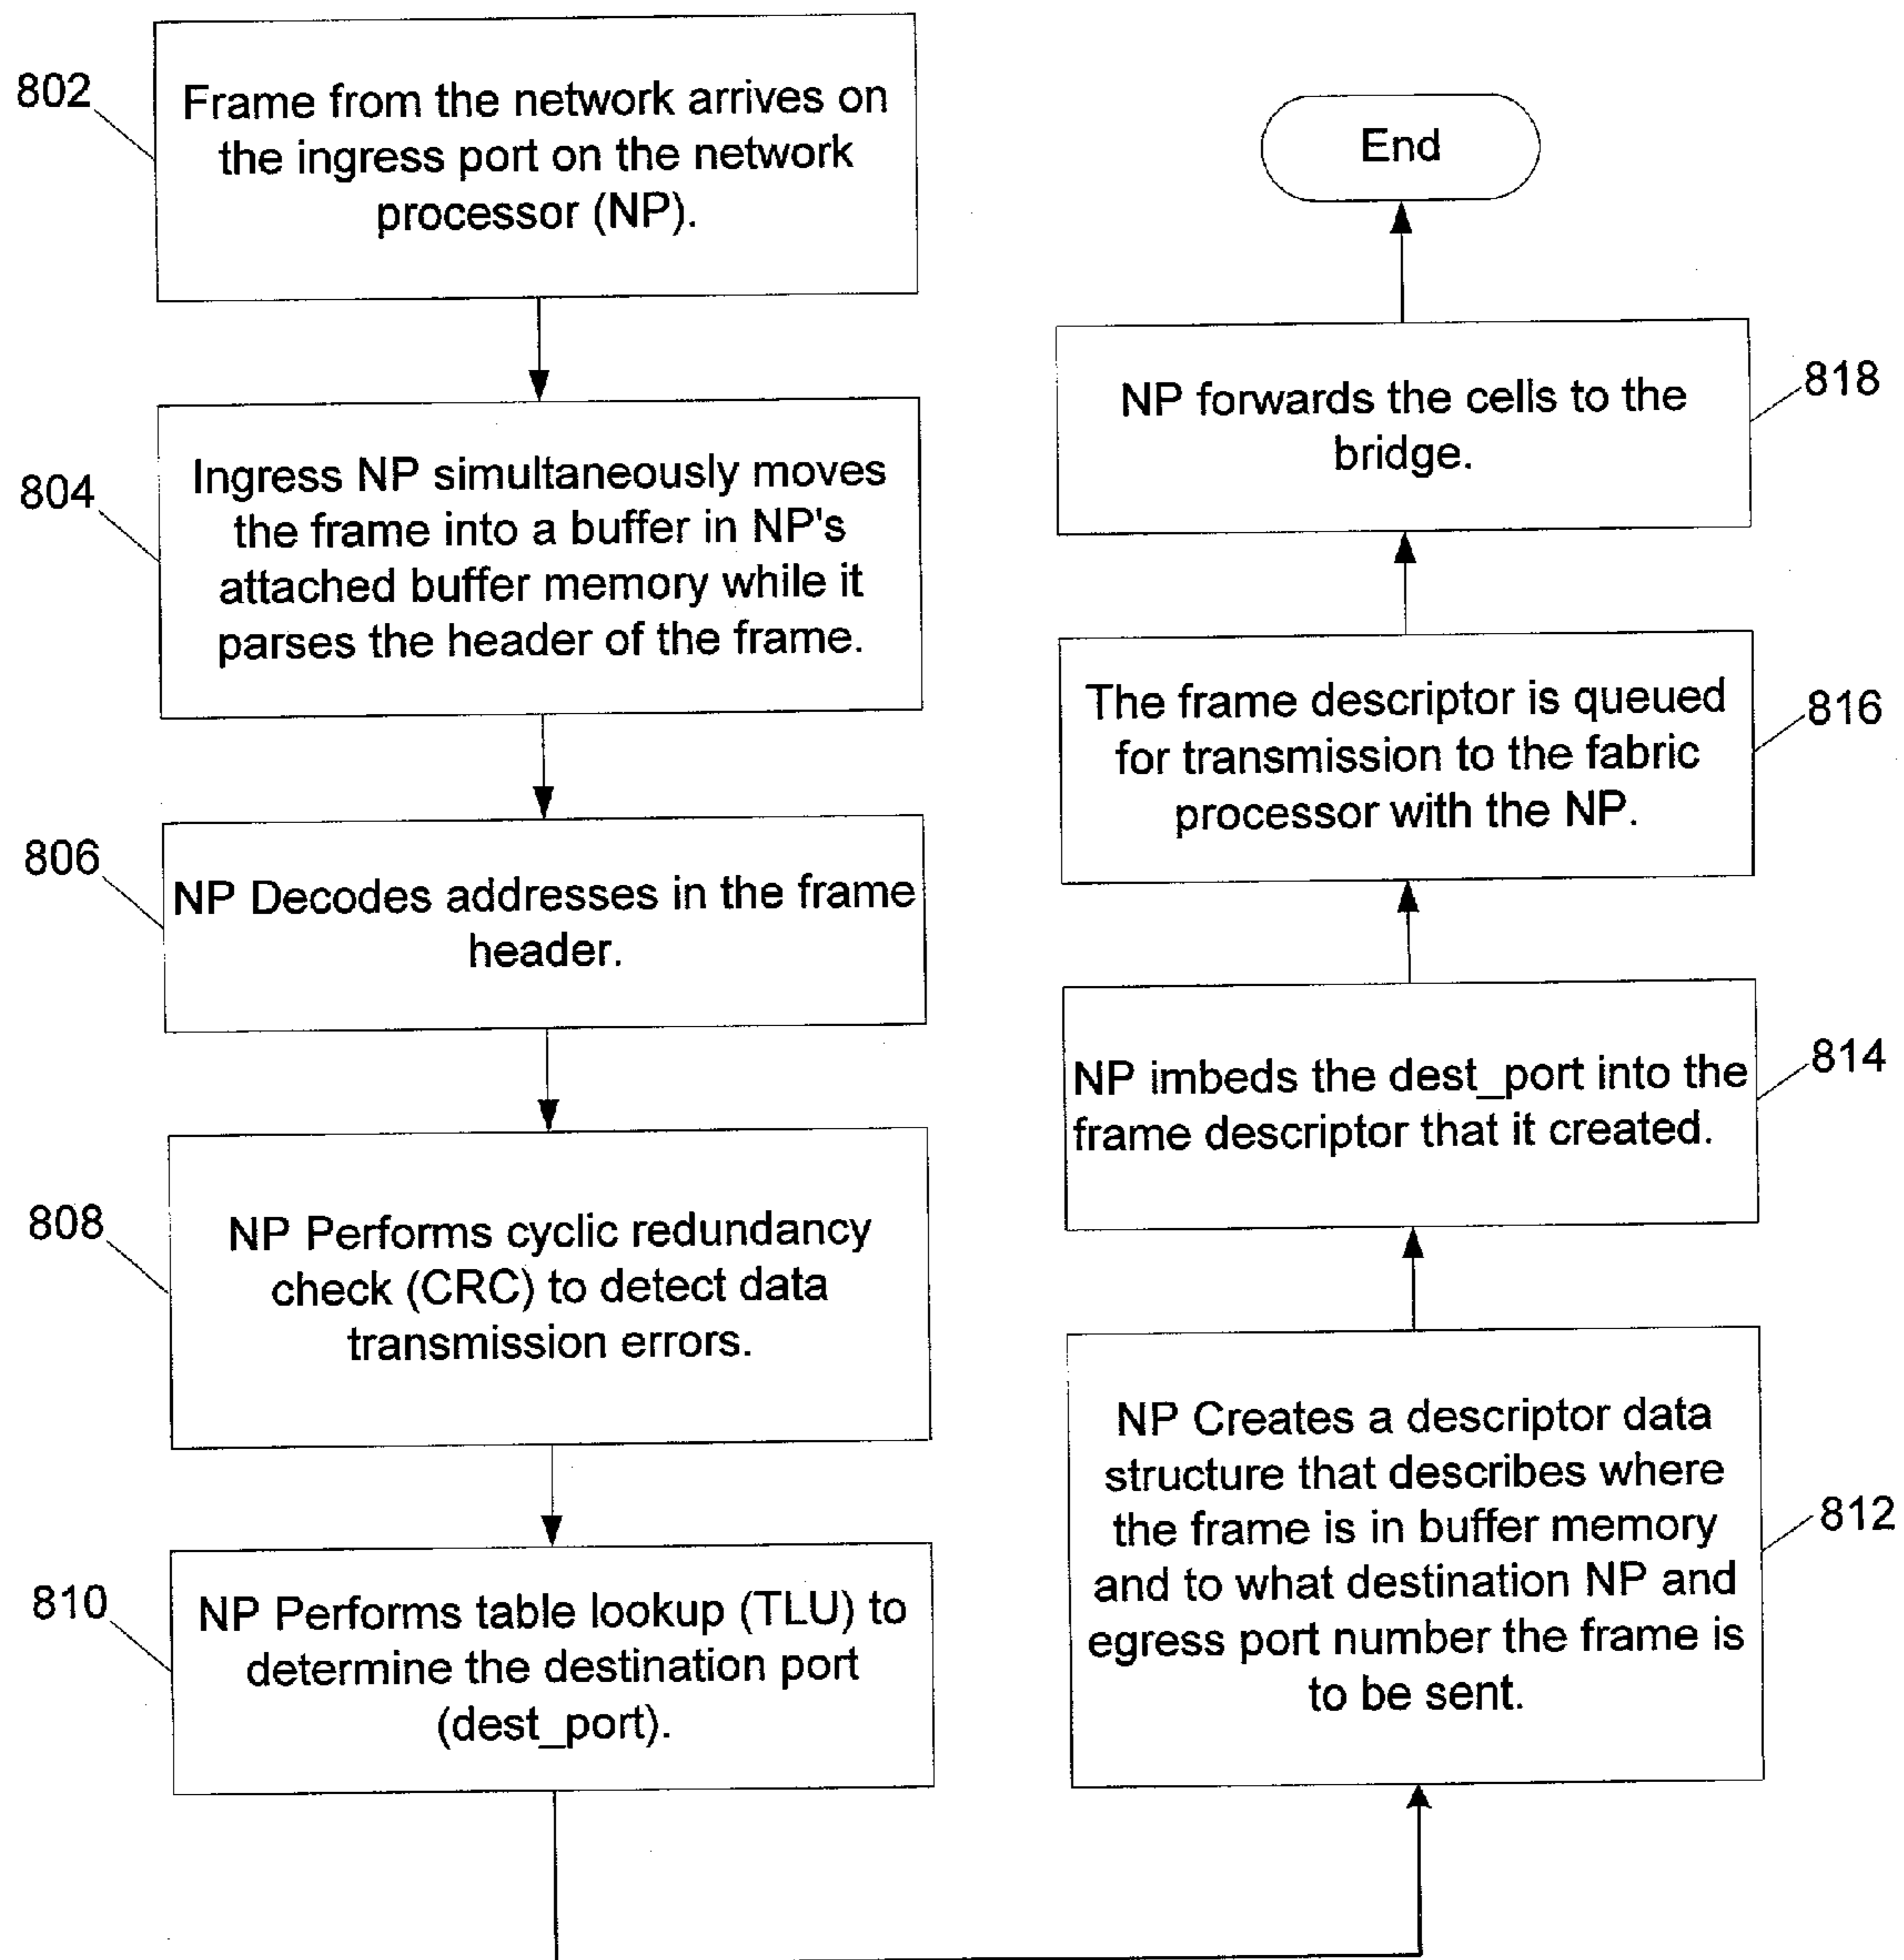 802
Frame from the network arrives on
the ingress port on the network
processor (NP).
804
Ingress NP simultaneously moves
the frame into a buffer in NP's
attached buffer memory while it
parses the header of the frame.
806
NP Decodes addresses in the frame
header.
808
NP Performs cyclic redundancy
check (CRC) to detect data
transmission errors.
810
NP Performs table lookup (TLU) to
determine the destination port
(dest_port).
812
NP Creates a descriptor data
structure that describes where
the frame is in buffer memory
and to what destination NP and
egress port number the frame is
to be sent.
814
NP imbeds the dest_port into the
frame descriptor that it created.
816
The frame descriptor is queued
for transmission to the fabric
processor with the NP.
818
NP forwards the cells to the
bridge.
End